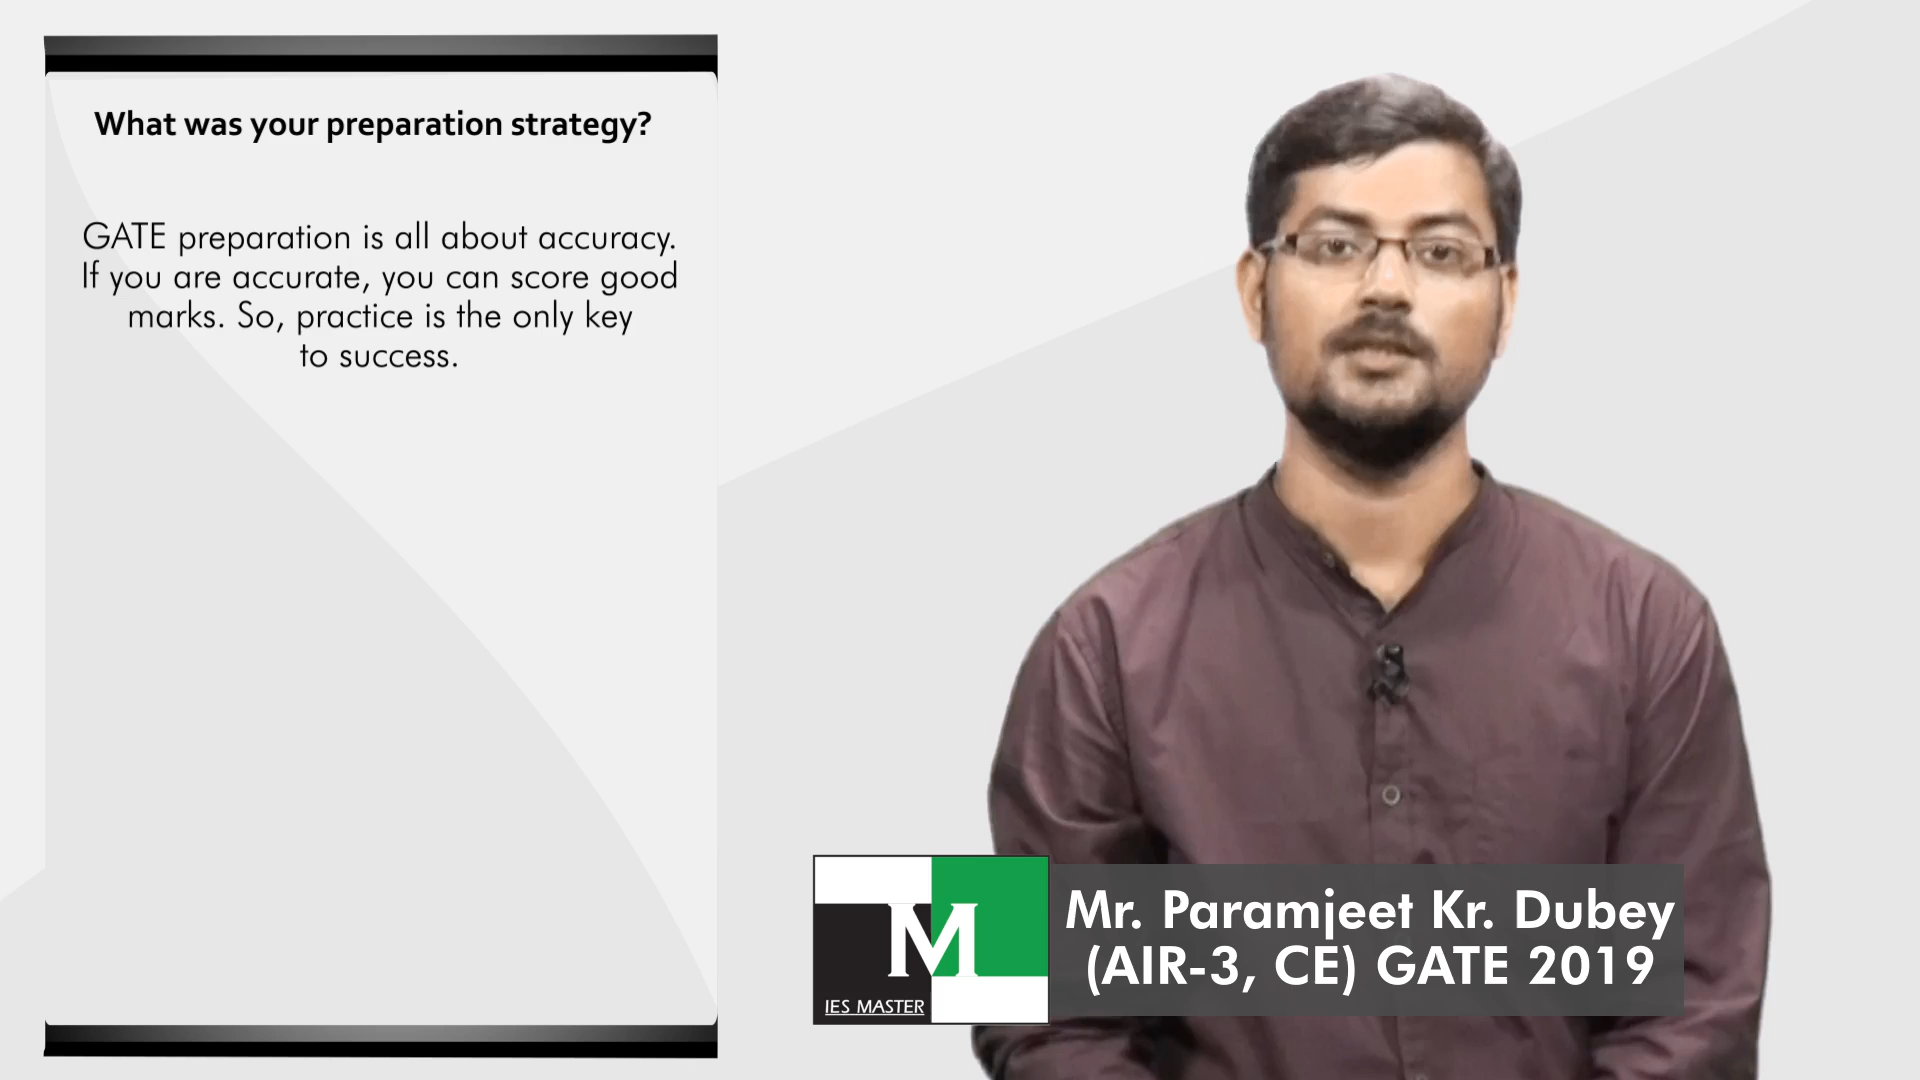 What was your preparation strategy?
GATE preparation is all about accuracy.
If you are accurate, you can score good
marks. So, practice is the only key
to success.
M
IES MASTER
Mr. Paramjeet Kr. Dubey
(AIR-3, CE) GATE 2019